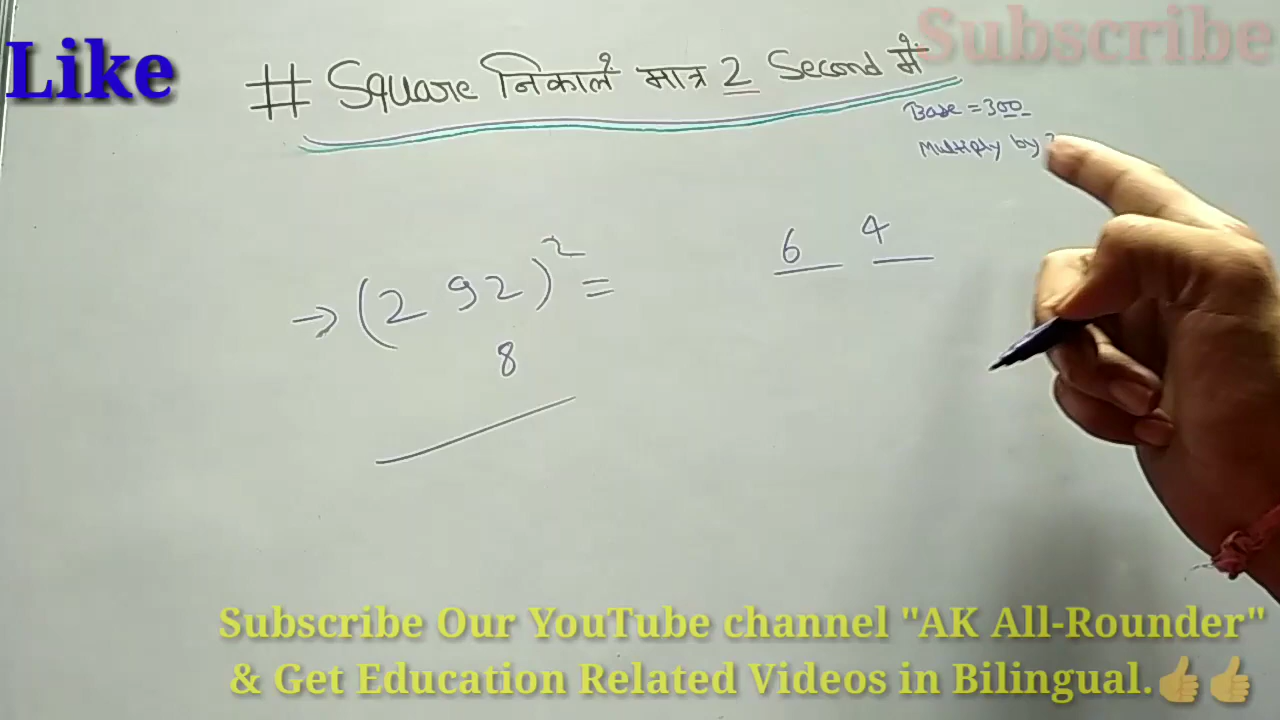 Like
Subscribe
# Square निकालें मात्र 2 Second में
Base = 300
Multiply by
6 4
→ (292)² =
8
Subscribe Our YouTube channel "AK All-Rounder"
& Get Education Related Videos in Bilingual.👍👍